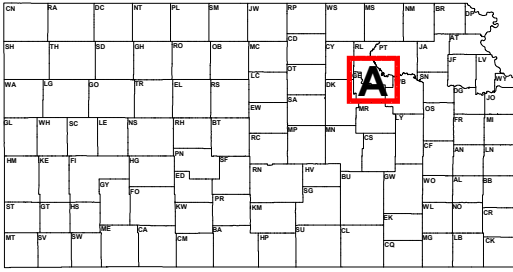 CN RA DC NT PL SM JW RP WS MS NM BR DP
AT
SH TH SD GH RO OB MC CD CY RL PT JA
JF LV
WY
WA LG GO TR EL RS LC OT DK GE A B SN
DG JO
SA
EW MR OS
GL WH SC LE NS RH BT LY FR MI
RC MP MN CS
PN CF AN LN
HM KE FI HG SF RN HV
ED BU GW WO AL BB
GY FO SG
PR
ST GT HS KW KM WL NO
EK CR
ME
MT SV SW CA CM BA HP SU CL CQ MG LB CK